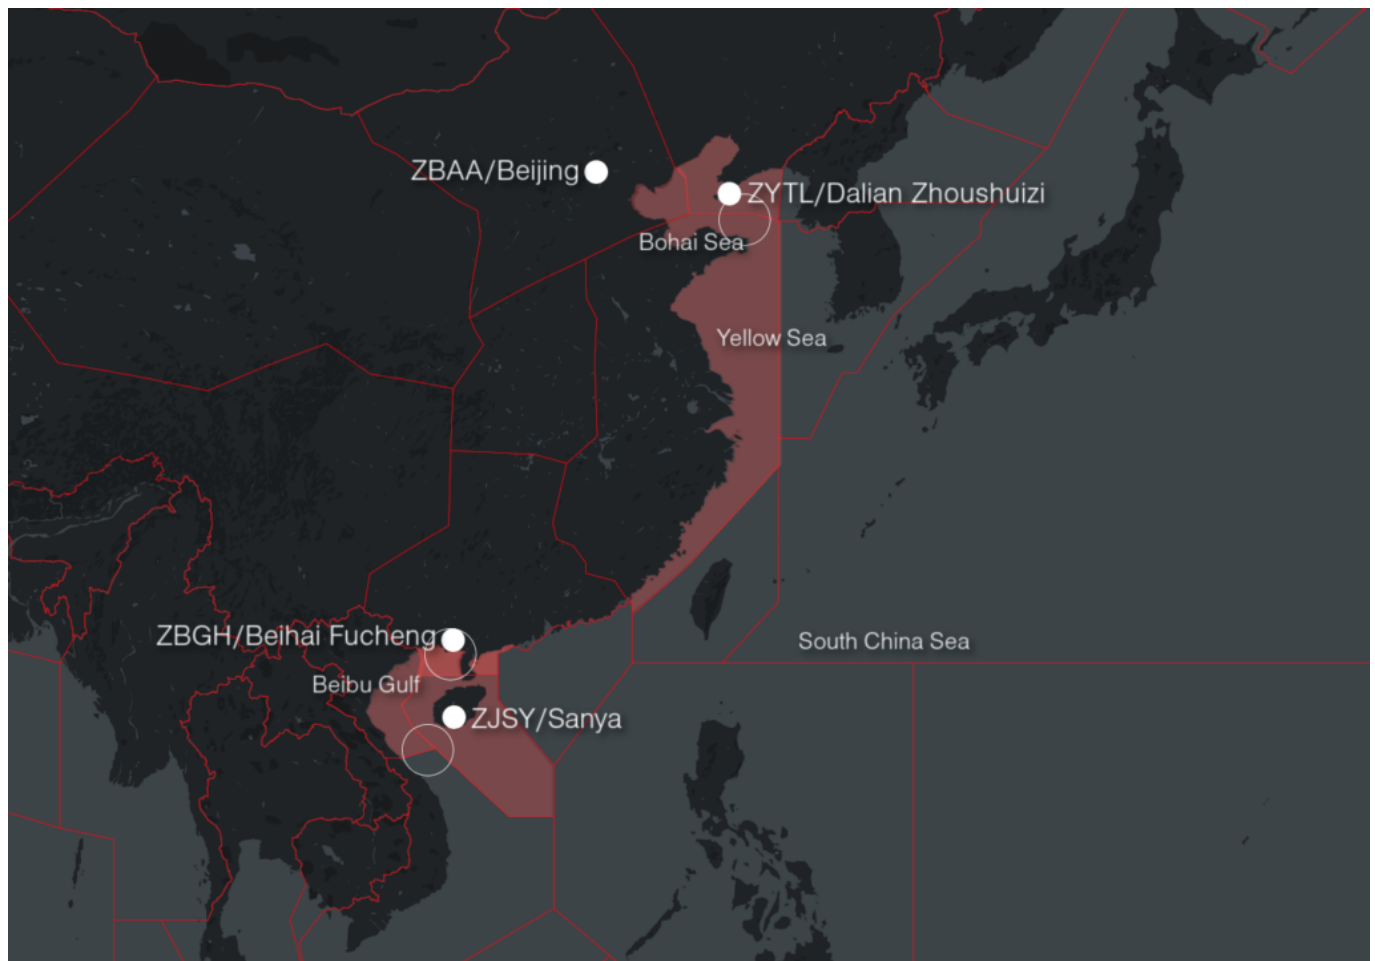 ZBAA/Beijing
ZYTL/Dalian Zhoushuizi
Bohai Sea
Yellow Sea
ZBGH/Beihai Fucheng
South China Sea
Beibu Gulf
ZJSY/Sanya